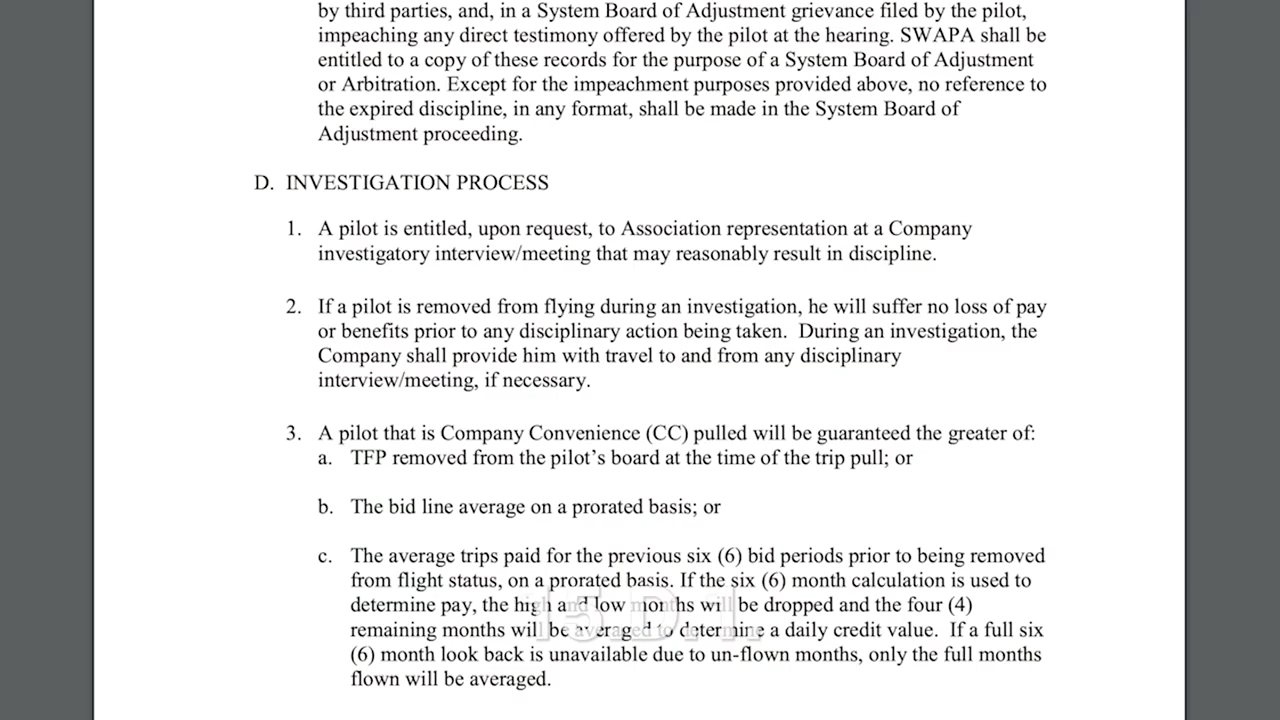 by third parties, and, in a System Board of Adjustment grievance filed by the pilot,
impeaching any direct testimony offered by the pilot at the hearing. SWAPA shall be
entitled to a copy of these records for the purpose of a System Board of Adjustment
or Arbitration. Except for the impeachment purposes provided above, no reference to
the expired discipline, in any format, shall be made in the System Board of
Adjustment proceeding.
D. INVESTIGATION PROCESS
1. A pilot is entitled, upon request, to Association representation at a Company
investigatory interview/meeting that may reasonably result in discipline.
2. If a pilot is removed from flying during an investigation, he will suffer no loss of pay
or benefits prior to any disciplinary action being taken. During an investigation, the
Company shall provide him with travel to and from any disciplinary
interview/meeting, if necessary.
3. A pilot that is Company Convenience (CC) pulled will be guaranteed the greater of:
a. TFP removed from the pilot's board at the time of the trip pull; or
b. The bid line average on a prorated basis; or
c. The average trips paid for the previous six (6) bid periods prior to being removed
from flight status, on a prorated basis. If the six (6) month calculation is used to
determine pay, the high and low months will be dropped and the four (4)
remaining months will be averaged to determine a daily credit value. If a full six
(6) month look back is unavailable due to un-flown months, only the full months
flown will be averaged.
15.D.1.